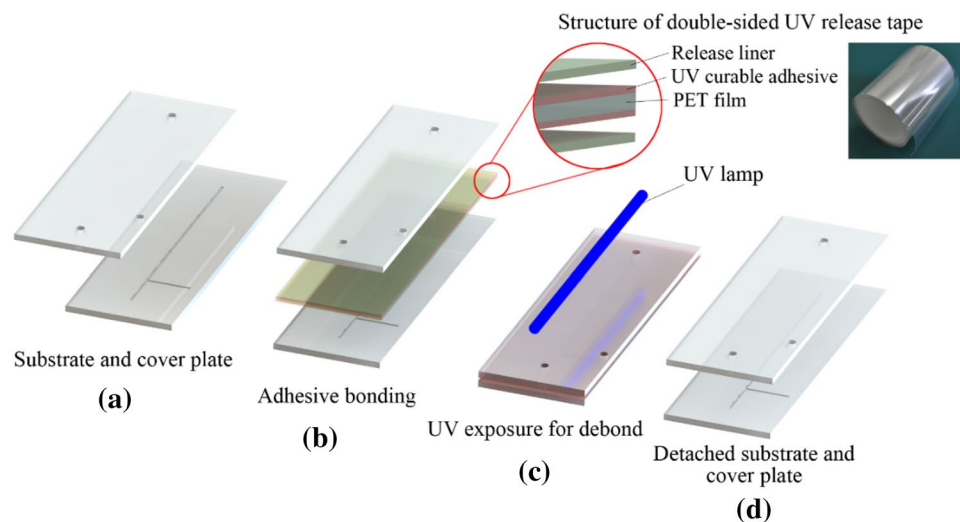 Structure of double-sided UV release tape
Release liner
UV curable adhesive
PET film
UV lamp
Substrate and cover plate
(a)
Adhesive bonding
(b)
UV exposure for debond
(c)
Detached substrate and
cover plate
(d)